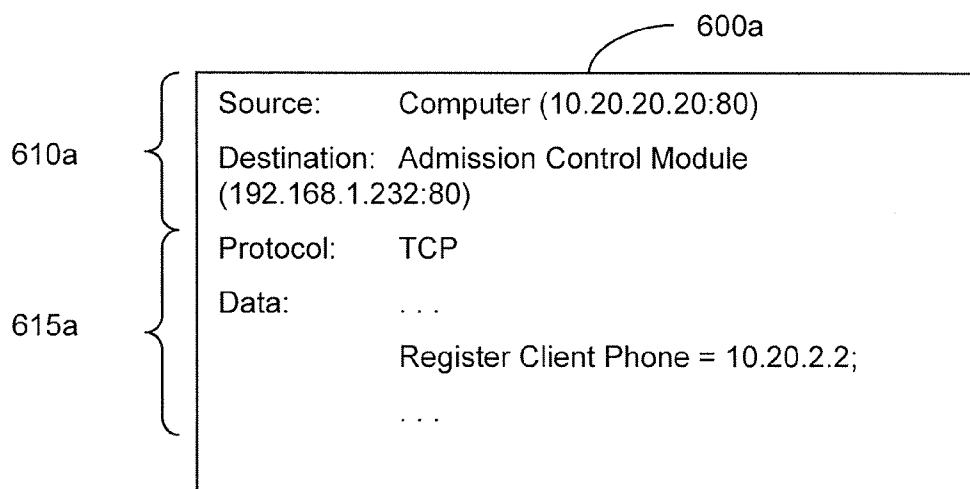 600a
610a
Source: Computer (10.20.20.20:80)
Destination: Admission Control Module
(192.168.1.232:80)
615a
Protocol: TCP
Data: . . .
Register Client Phone = 10.20.2.2;
. . .